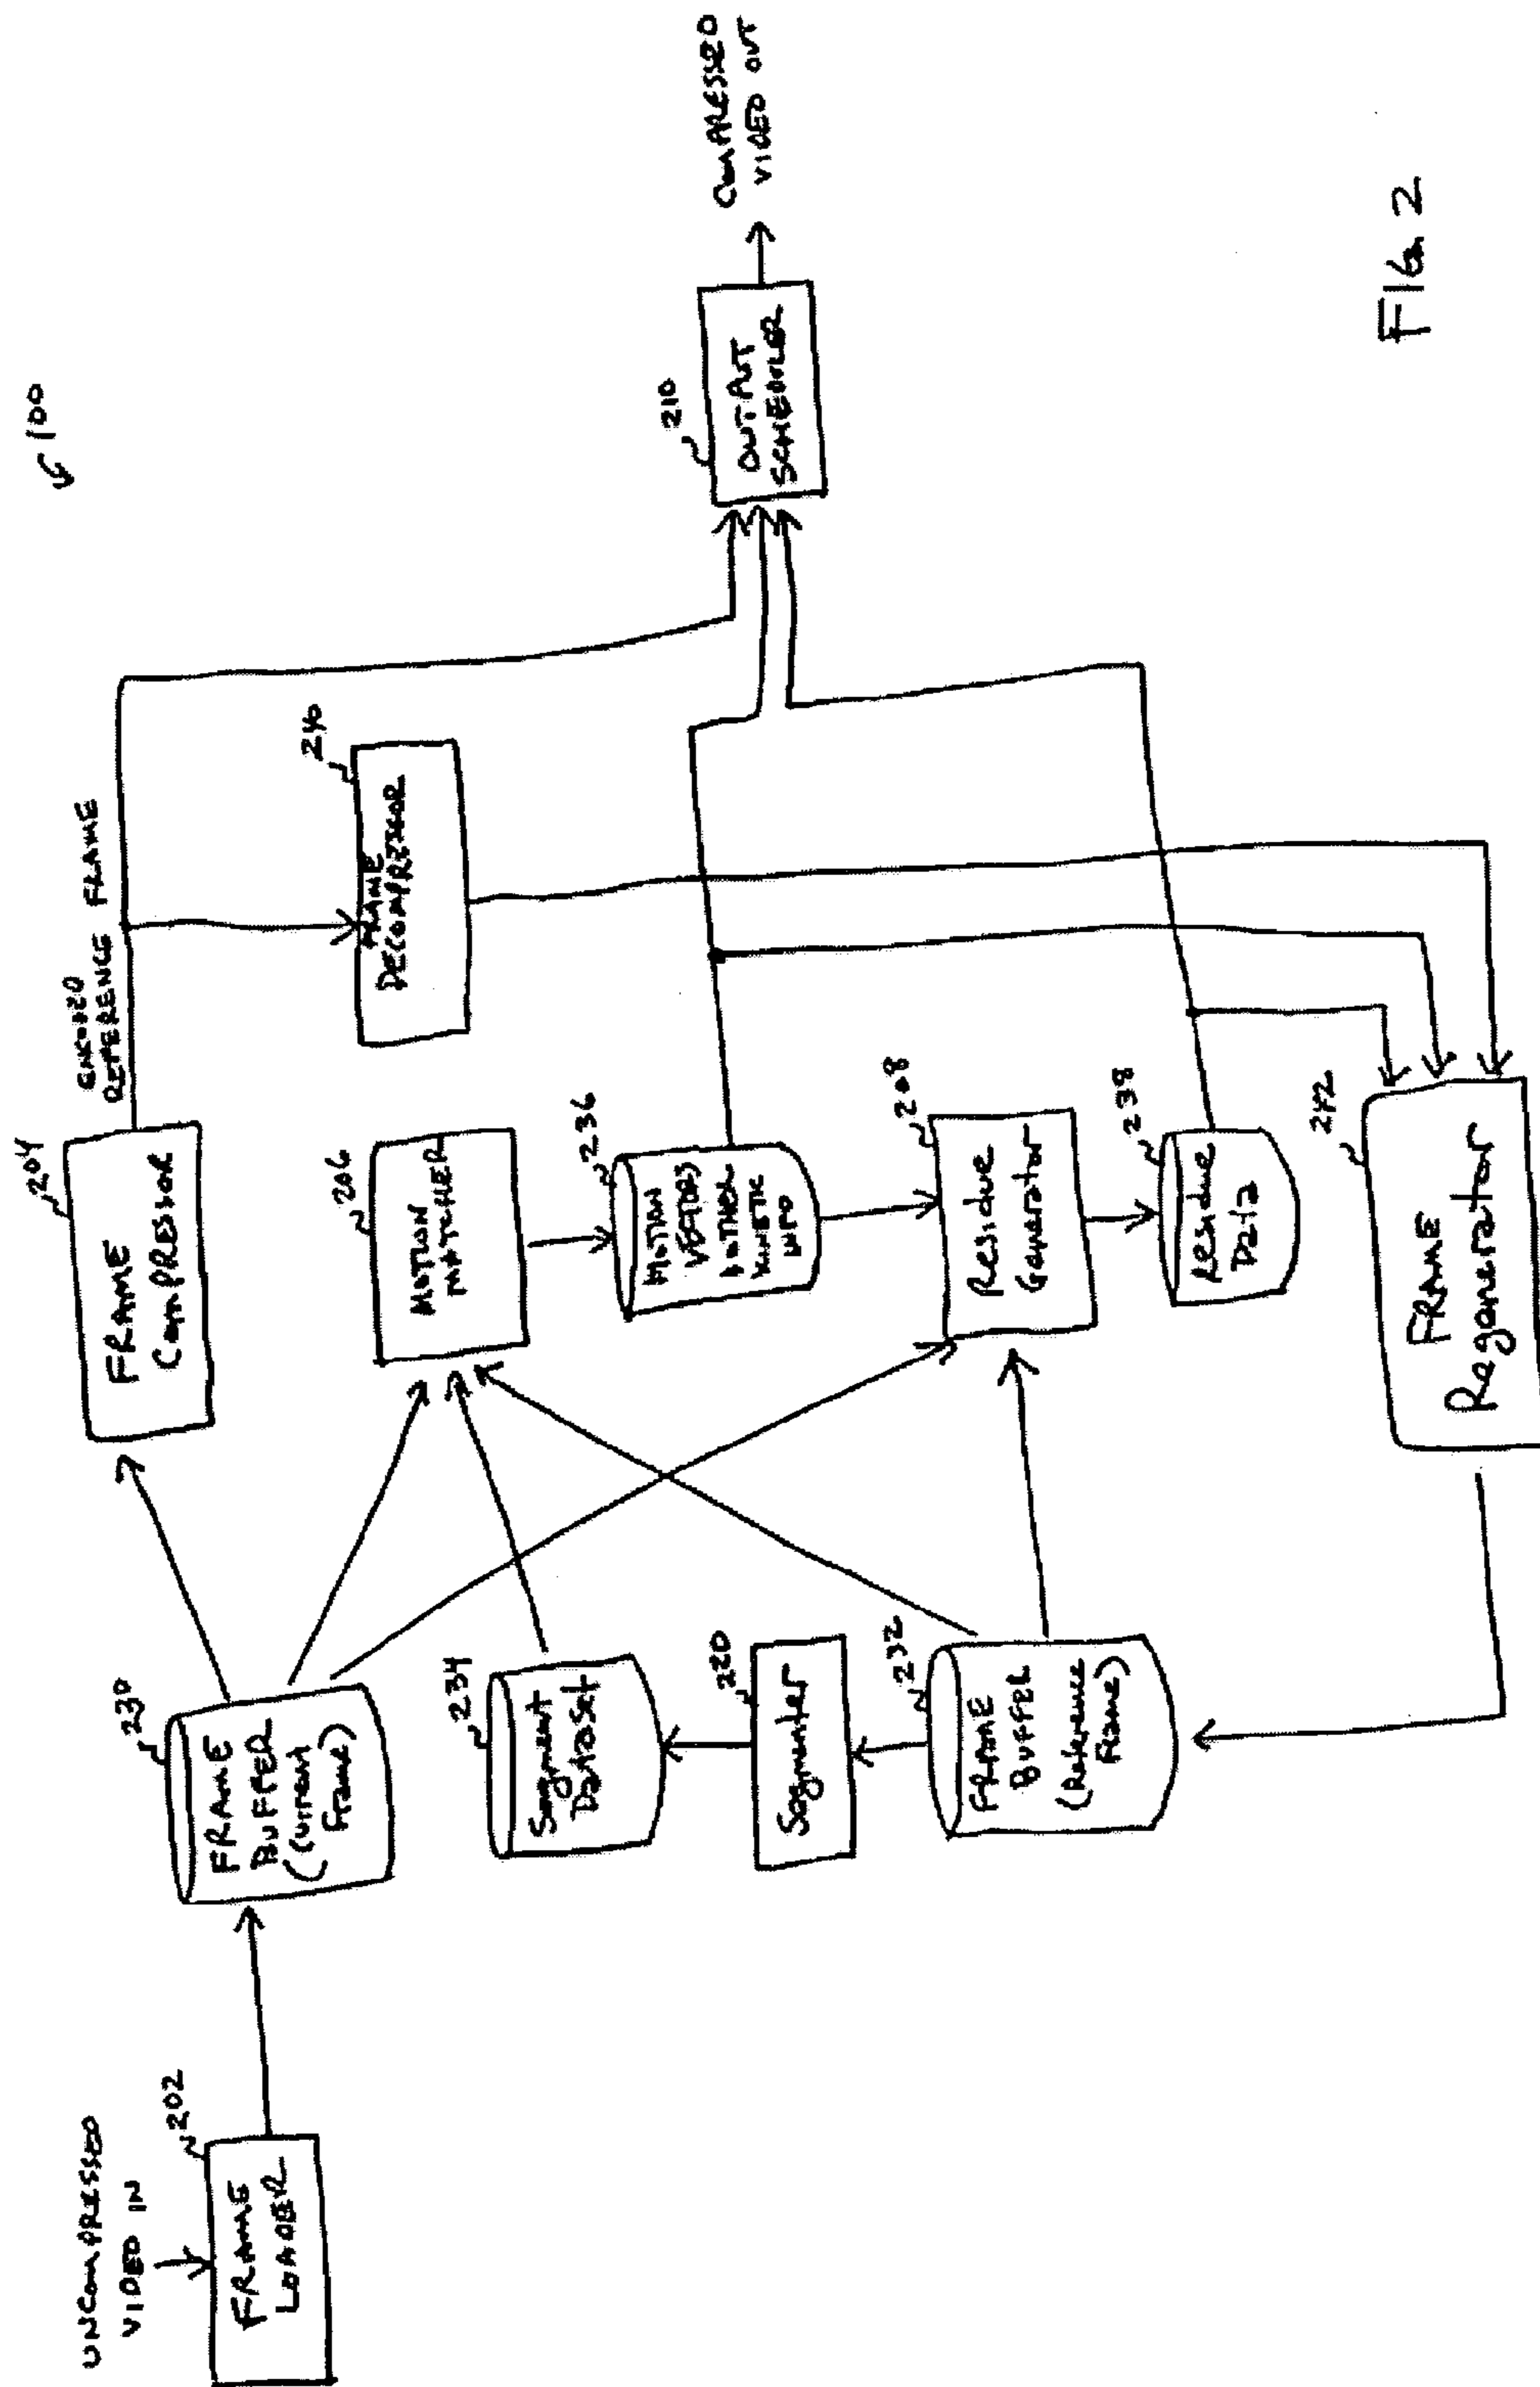 100
UNCOMPRESSED
VIDEO IN
202
FRAME
LOADER
230
FRAME
BUFFER
(Current
Frame)
204
FRAME
COMPRESSOR
ENCODED
REFERENCE FRAME
240
FRAME
DECOMPRESSOR
234
Segment
Dataset
206
MOTION
MATCHER
220
Segmenter
236
MOTION
VECTORS
&OTHER
KINETIC
INFO
210
OUTPUT
SCHEDULER
COMPRESSED
VIDEO OUT
232
FRAME
BUFFER
(Reference
Frame)
208
Residue
Generator
238
Residue
Data
242
FRAME
Regenerator
FIG. 2